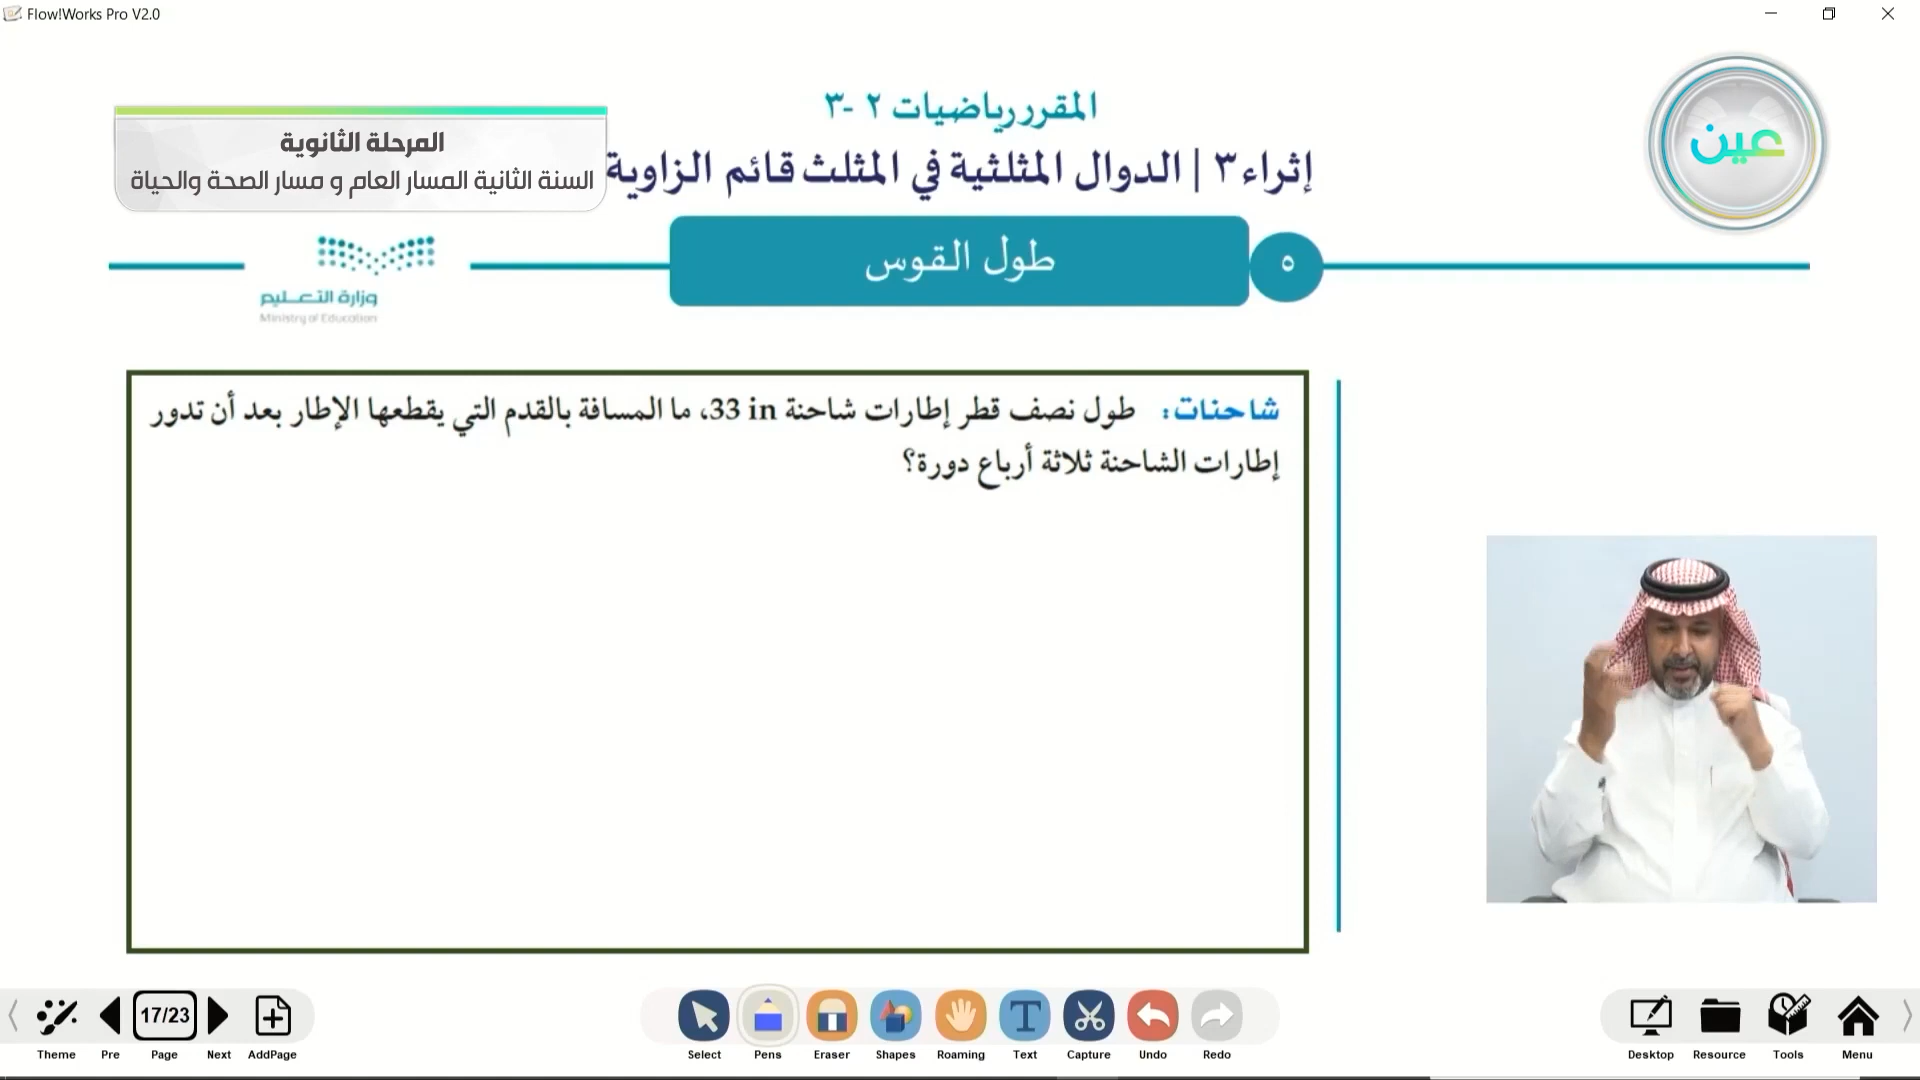 Flow!Works Pro V2.0
المقرر رياضيات ٢ -٣
إثراء ٣ | الدوال المثلثية في المثلث قائم الزاوية
المرحلة الثانوية
السنة الثانية المسار العام و مسار الصحة والحياة
عين
٥
طول القوس
وزارة التعليم
Ministry of Education
شاحنات: طول نصف قطر إطارات شاحنة 33 in، ما المسافة بالقدم التي يقطعها الإطار بعد أن تدور
إطارات الشاحنة ثلاثة أرباع دورة؟
17/23
Theme Pre Page Next AddPage
Select Pens Eraser Shapes Roaming Text Capture Undo Redo
Desktop Resource Tools Menu